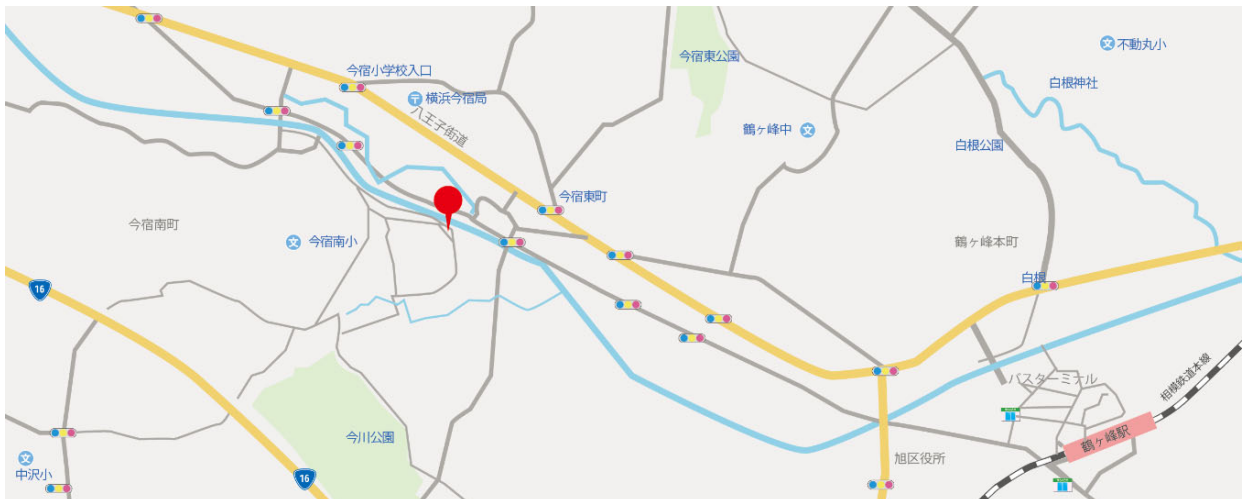 不動丸小
今宿東公園
今宿小学校入口
白根神社
横浜今宿局
八王子街道
鶴ヶ峰中
白根公園
今宿東町
今宿南町
今宿南小
鶴ヶ峰本町
白根
16
バスターミナル
相模鉄道本線
今川公園
鶴ヶ峰駅
旭区役所
中沢小
16